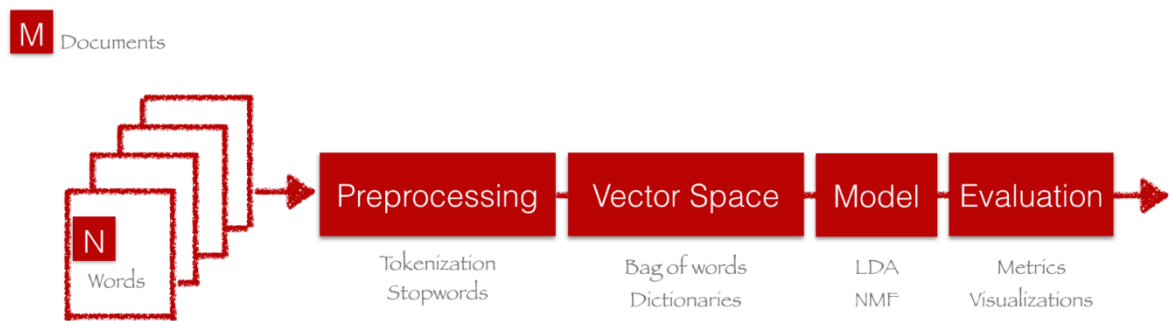 M Documents
N
Words
Preprocessing
Tokenization
Stopwords
Vector Space
Bag of words
Dictionaries
Model
LDA
NMF
Evaluation
Metrics
Visualizations